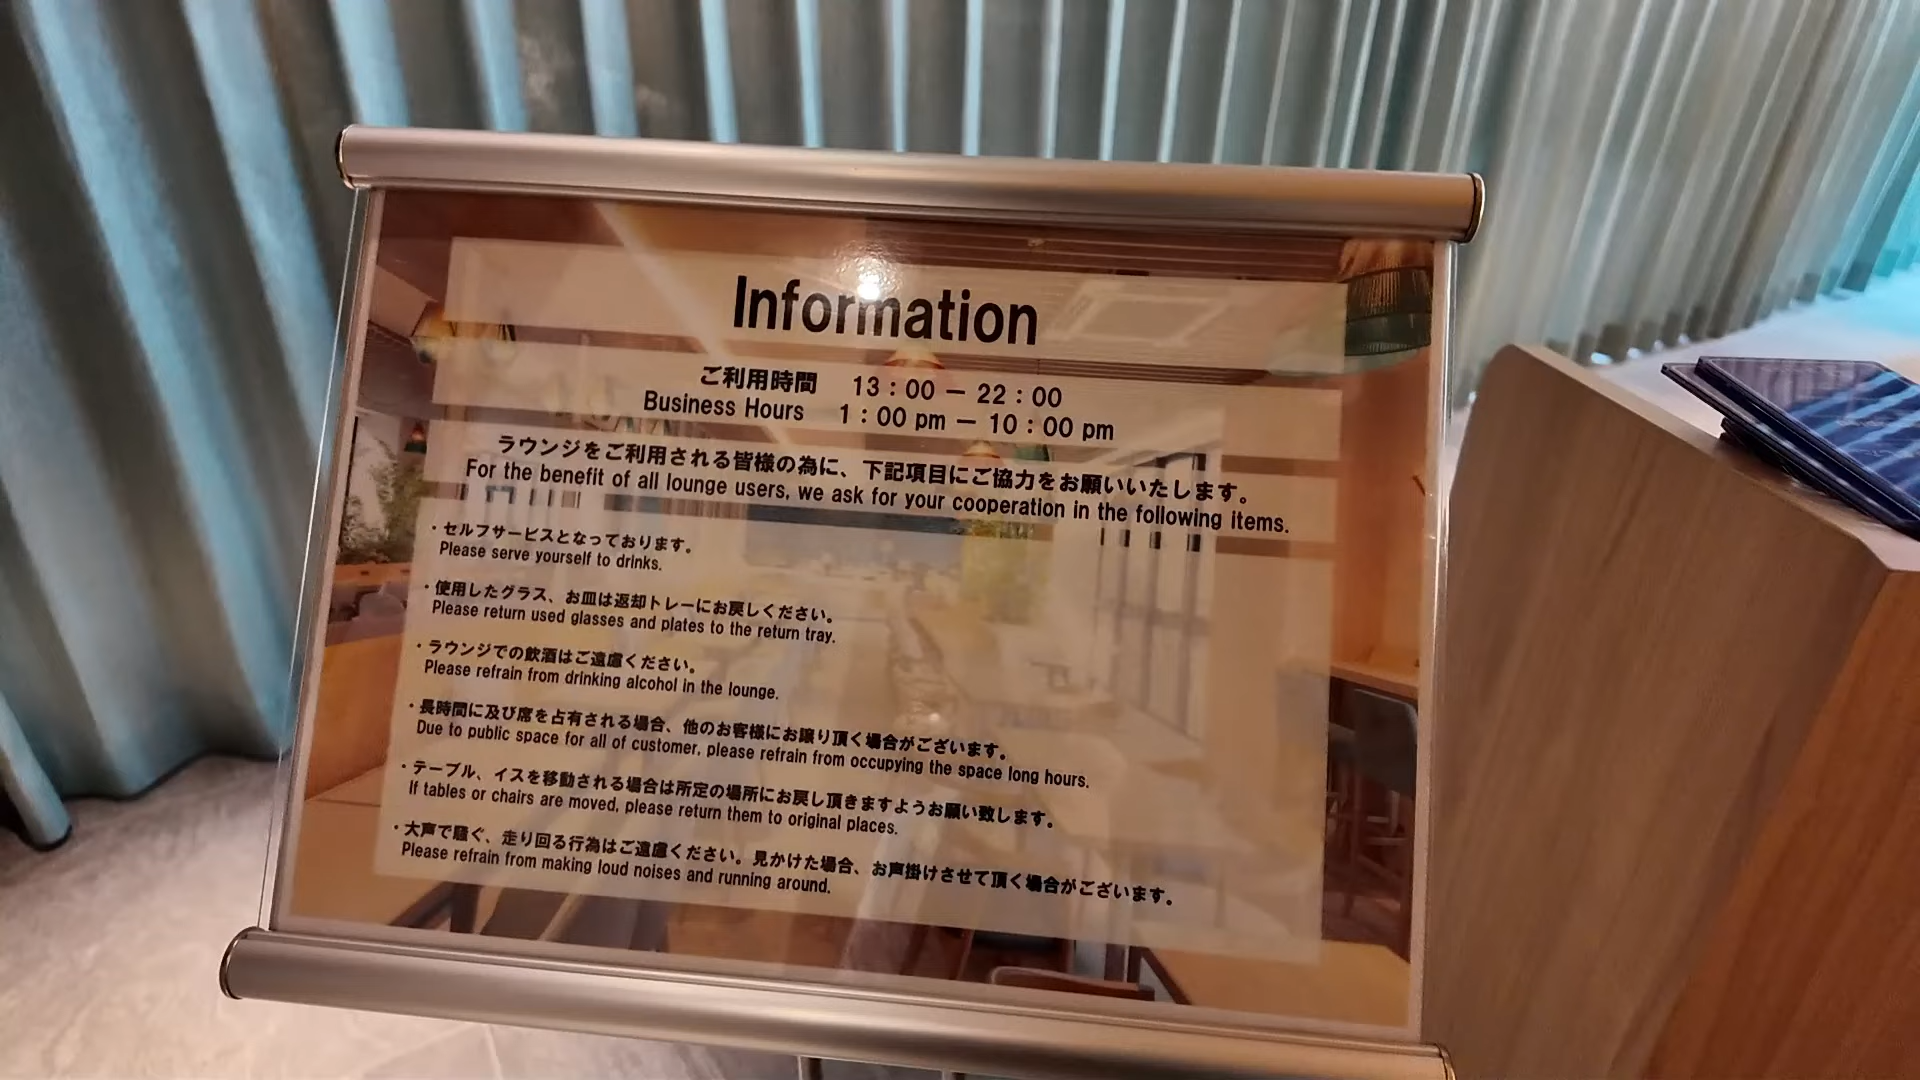 Information
ご利用時間 13:00 － 22:00
Business Hours 1:00 pm － 10:00 pm
ラウンジをご利用される皆様の為に、下記項目にご協力をお願いいたします。
For the benefit of all lounge users, we ask for your cooperation in the following items.
・セルフサービスとなっております。
Please serve yourself to drinks.
・使用したグラス、お皿は返却トレーにお戻しください。
Please return used glasses and plates to the return tray.
・ラウンジでの飲酒はご遠慮ください。
Please refrain from drinking alcohol in the lounge.
・長時間に及び席を占有される場合、他のお客様にお譲り頂く場合がございます。
Due to public space for all of customer, please refrain from occupying the space long hours.
・テーブル、イスを移動される場合は所定の場所にお戻し頂きますようお願い致します。
If tables or chairs are moved, please return them to original places.
・大声で騒ぐ、走り回る行為はご遠慮ください。見かけた場合、お声掛けさせて頂く場合がございます。
Please refrain from making loud noises and running around.